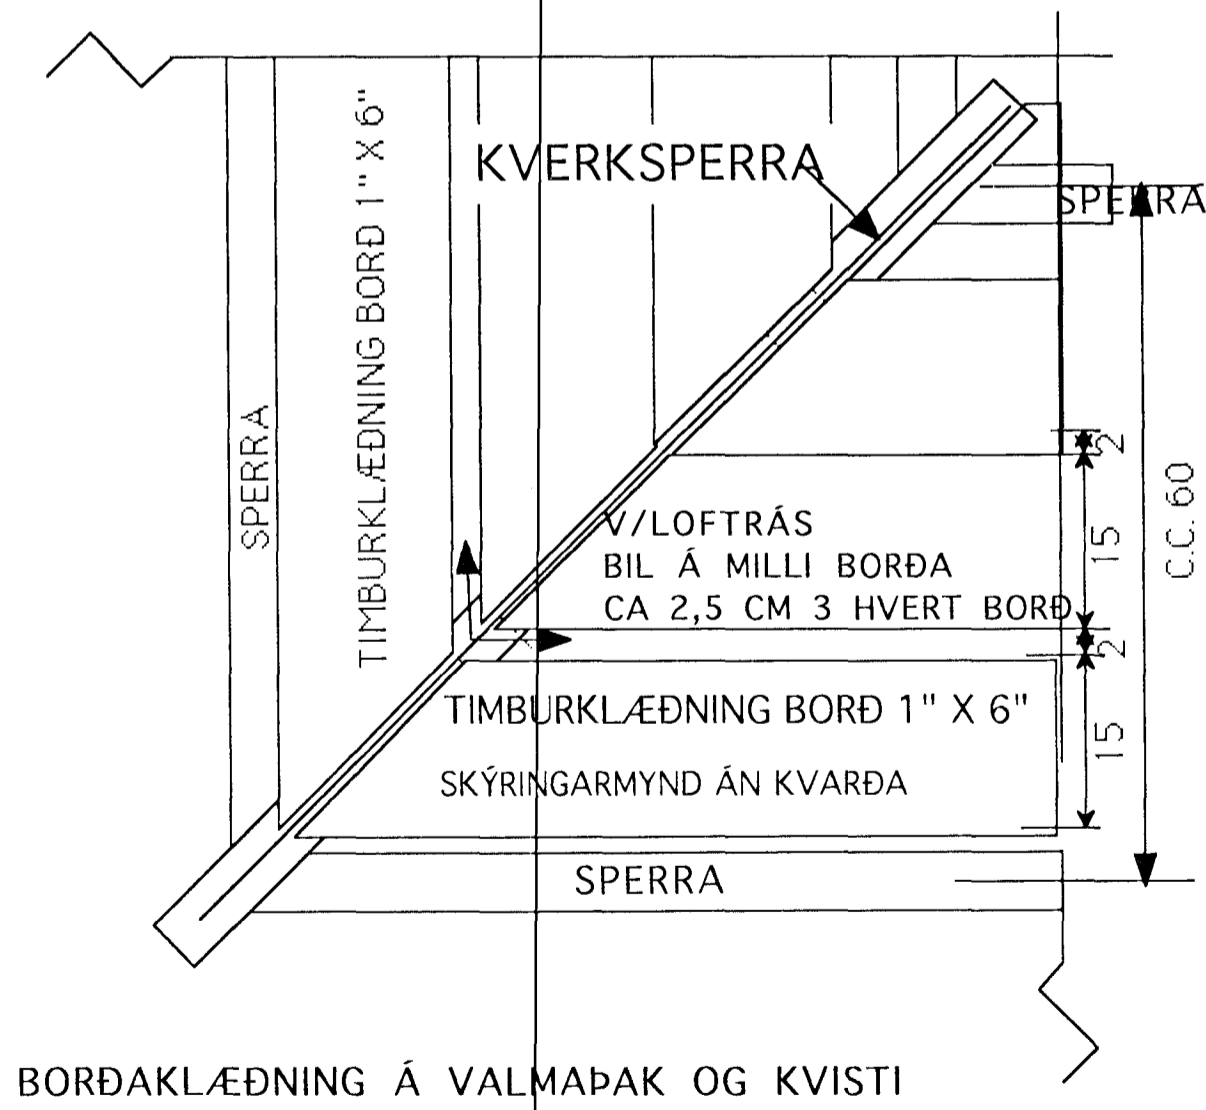 TIMBURKLÆÐNING BORÐ 1" X 6"
KVERKSPERRA
SPERRA
SPERRA
V/LOFTRÁS
BIL Á MILLI BORÐA
CA 2,5 CM 3 HVERT BORÐ
2
15
C.C. 60
2
TIMBURKLÆÐNING BORÐ 1" X 6"
15
SKÝRINGARMYND ÁN KVARÐA
SPERRA
BORÐAKLÆÐNING Á VALMAÞAK OG KVISTI